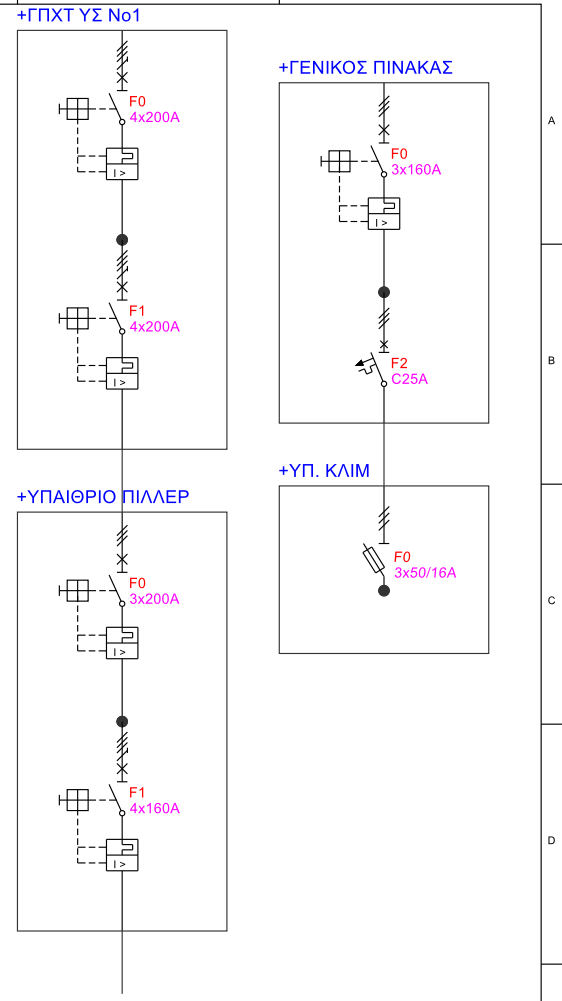 +ΓΠΧΤ ΥΣ Νο1
F0
4x200A
I >
F1
4x200A
I >
+ΥΠΑΙΘΡΙΟ ΠΙΛΛΕΡ
F0
3x200A
I >
F1
4x160A
I >
+ΓΕΝΙΚΟΣ ΠΙΝΑΚΑΣ
F0
3x160A
I >
F2
C25A
+ΥΠ. ΚΛΙΜ
F0
3x50/16A
A
B
C
D